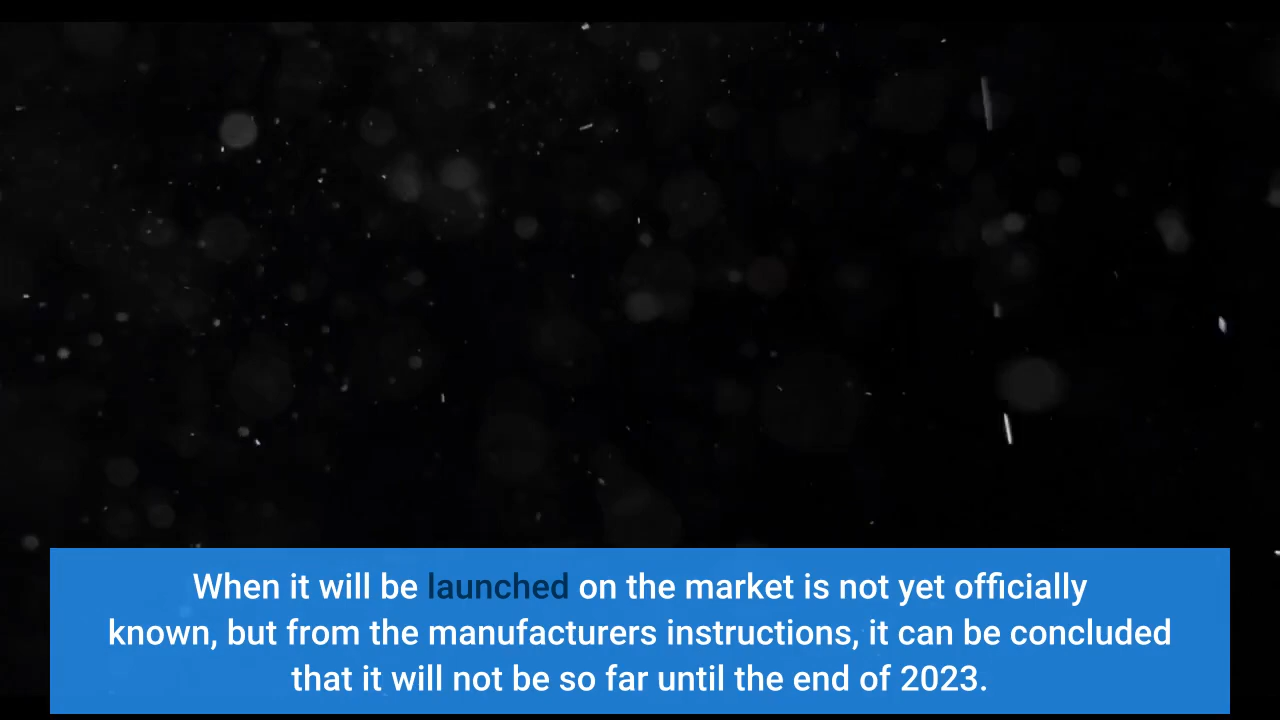 When it will be launched on the market is not yet officially
known, but from the manufacturers instructions, it can be concluded
that it will not be so far until the end of 2023.